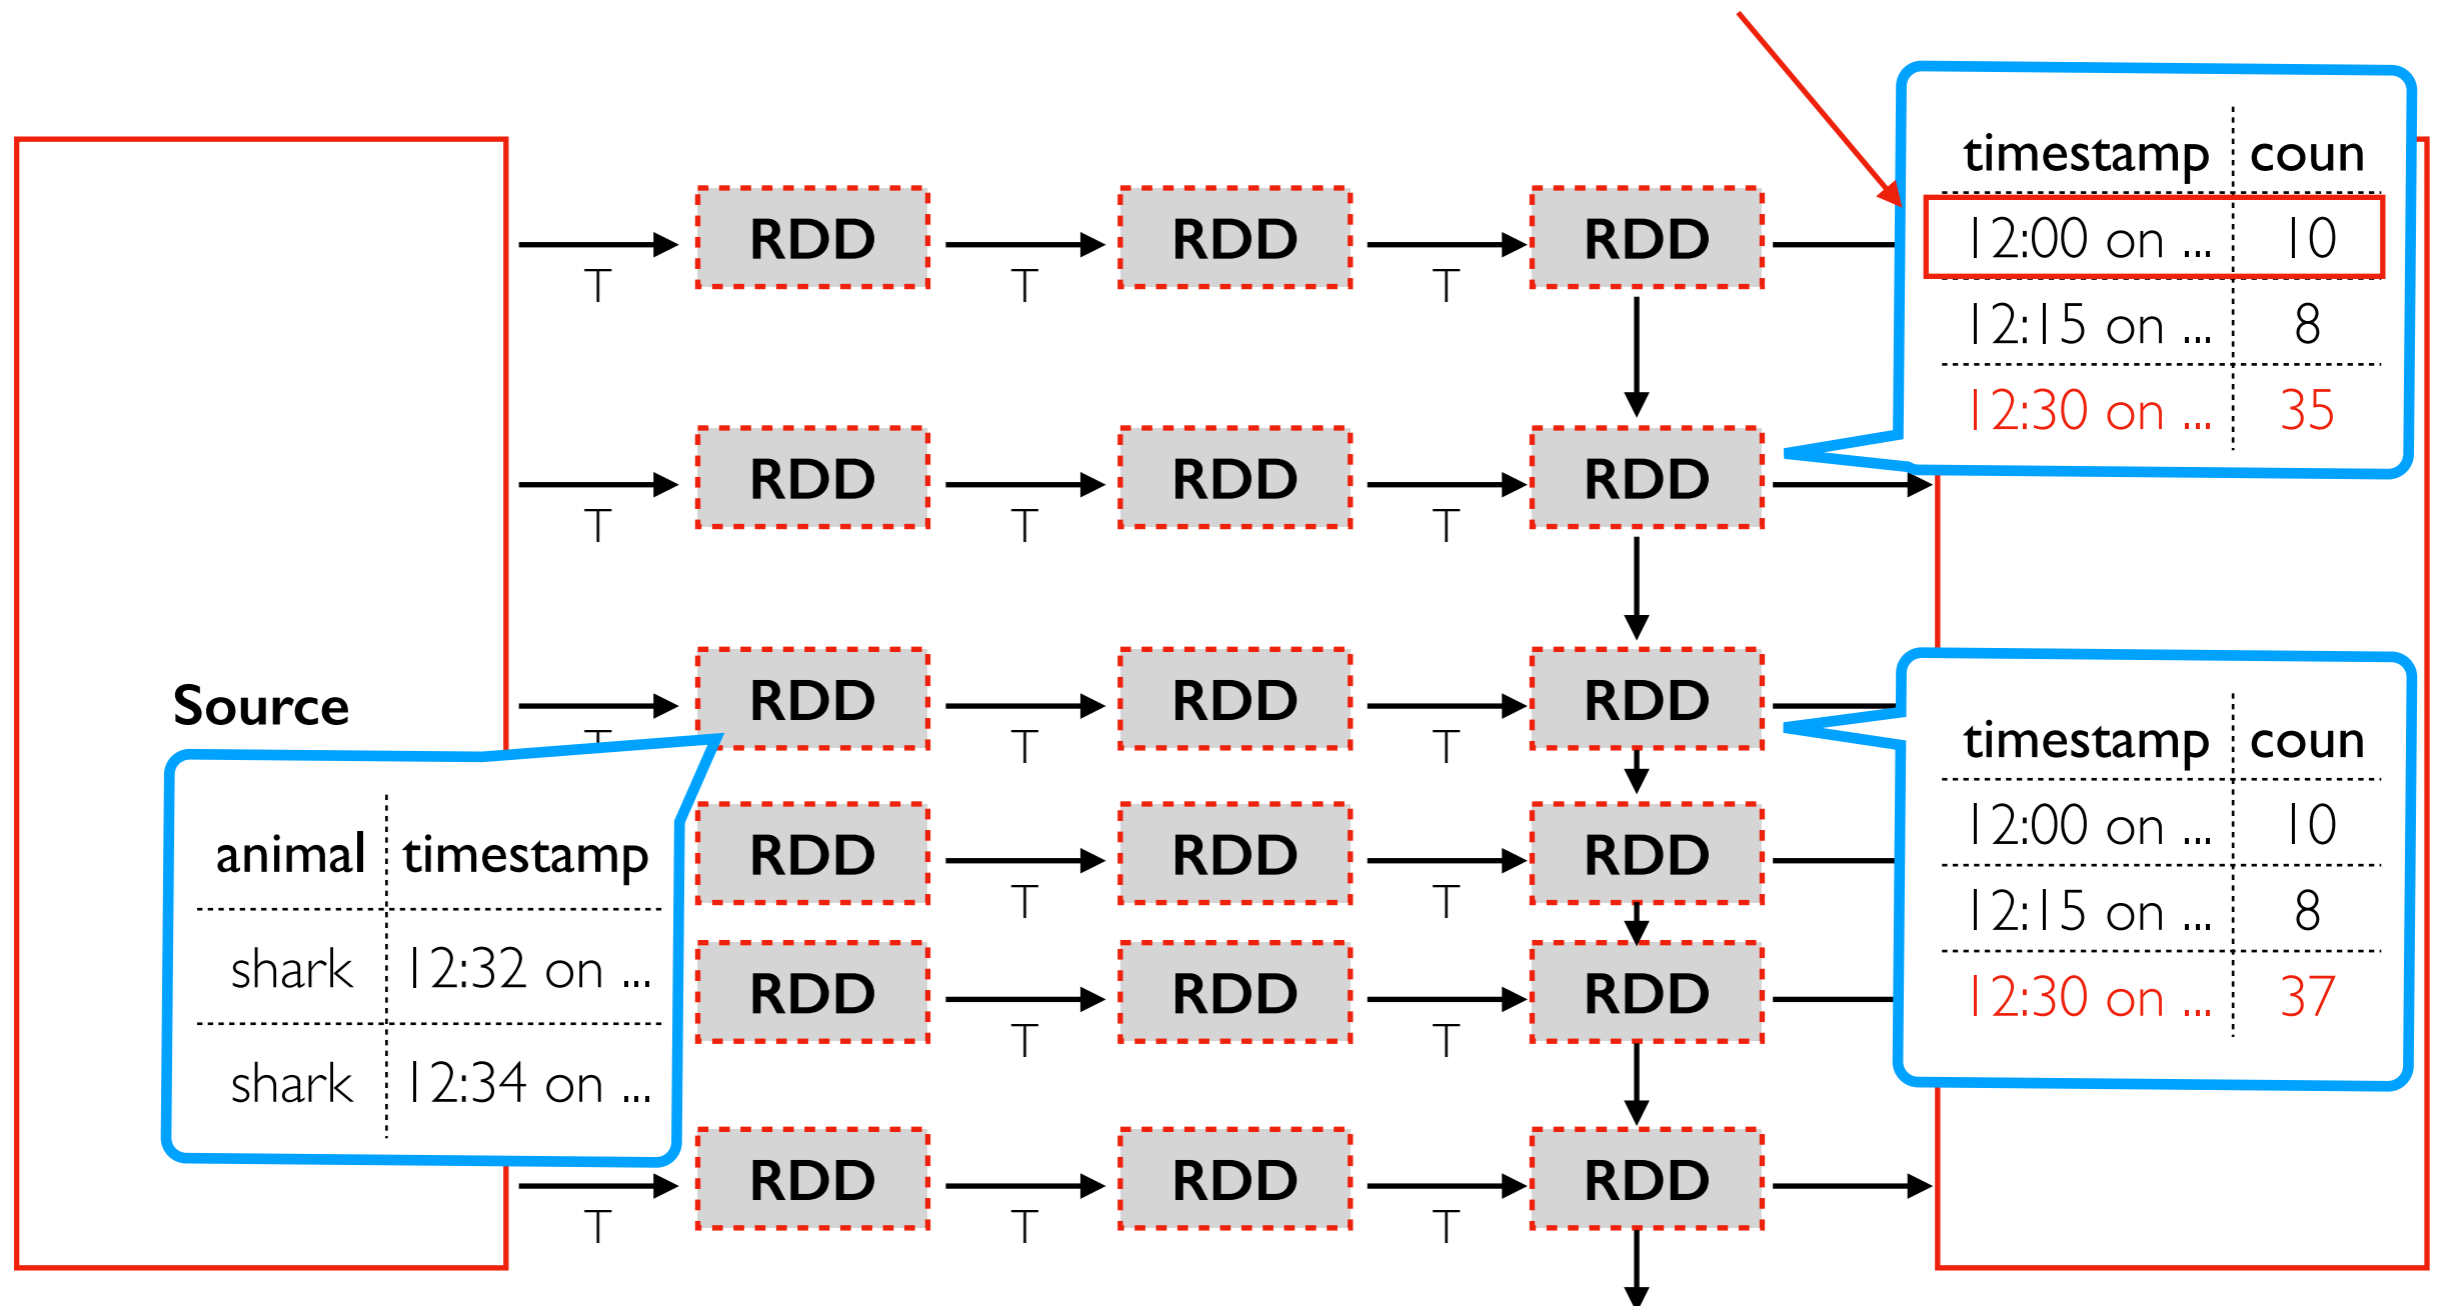 timestamp coun
12:00 on ... 10
12:15 on ... 8
12:30 on ... 35
RDD RDD RDD
T T T
RDD RDD RDD
T T T
Source
RDD RDD RDD
T T T
timestamp coun
12:00 on ... 10
12:15 on ... 8
12:30 on ... 37
animal timestamp
shark 12:32 on ...
shark 12:34 on ...
RDD RDD RDD
T T
RDD RDD RDD
T T
RDD RDD RDD
T T T